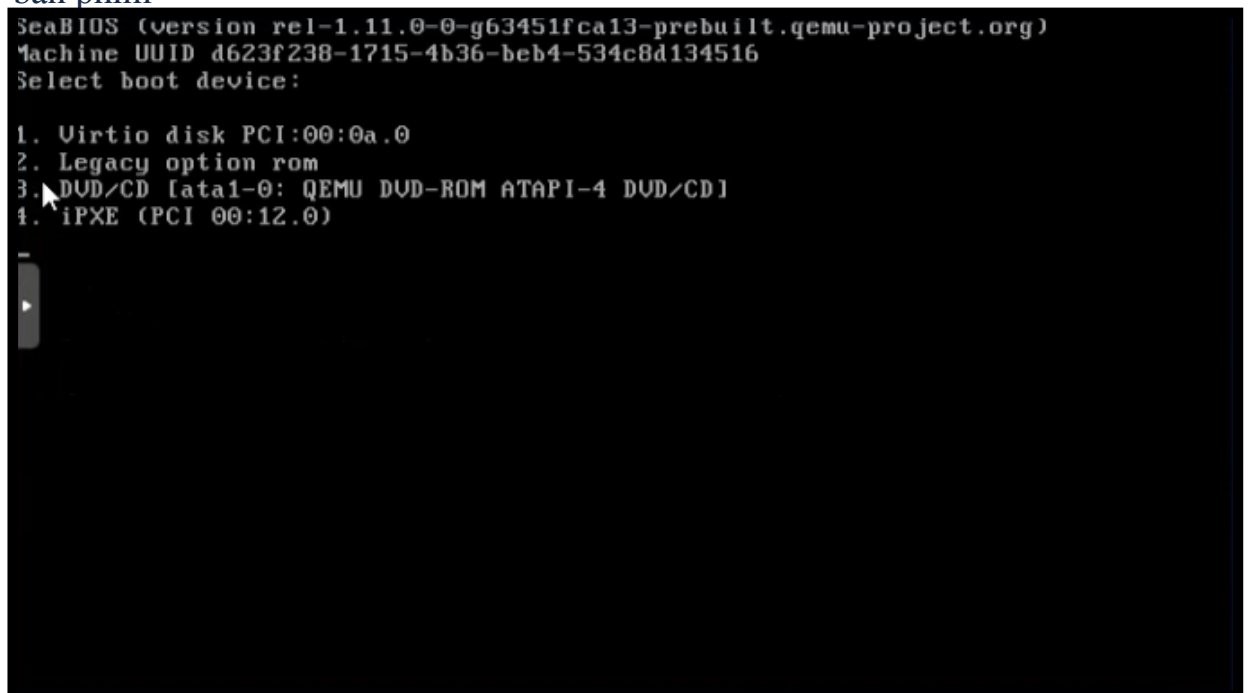 bàn phím
SeaBIOS (version rel-1.11.0-0-g63451fca13-prebuilt.qemu-project.org)
Machine UUID d623f238-1715-4b36-beb4-534c8d134516
Select boot device:
1. Virtio disk PCI:00:0a.0
2. Legacy option rom
3. DVD/CD [ata1-0: QEMU DVD-ROM ATAPI-4 DVD/CD]
4. iPXE (PCI 00:12.0)